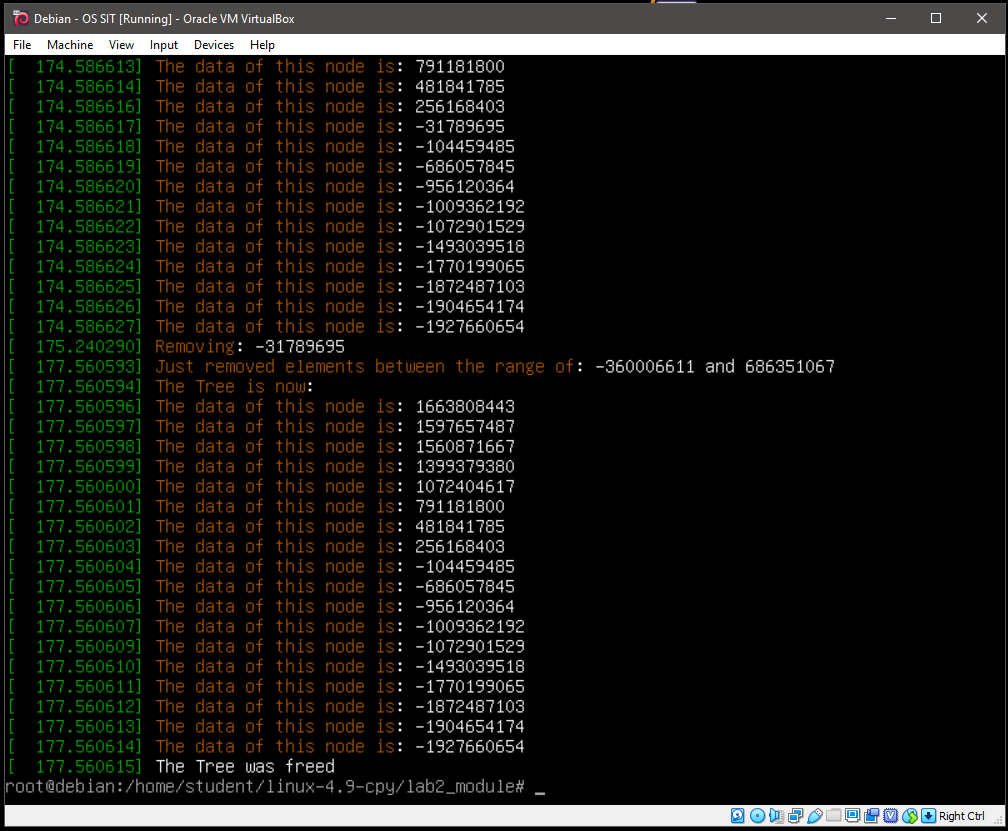 Debian - OS SIT [Running] - Oracle VM VirtualBox
File Machine View Input Devices Help
[  174.586613] The data of this node is: 791181800
[  174.586614] The data of this node is: 481841785
[  174.586616] The data of this node is: 256168403
[  174.586617] The data of this node is: -31789695
[  174.586618] The data of this node is: -104459485
[  174.586619] The data of this node is: -686057845
[  174.586620] The data of this node is: -956120364
[  174.586621] The data of this node is: -1009362192
[  174.586622] The data of this node is: -1072901529
[  174.586623] The data of this node is: -1493039518
[  174.586624] The data of this node is: -1770199065
[  174.586625] The data of this node is: -1872487103
[  174.586626] The data of this node is: -1904654174
[  174.586627] The data of this node is: -1927660654
[  175.240290] Removing: -31789695
[  177.560593] Just removed elements between the range of: -360006611 and 686351067
[  177.560594] The Tree is now:
[  177.560596] The data of this node is: 1663808443
[  177.560597] The data of this node is: 1597657487
[  177.560598] The data of this node is: 1560871667
[  177.560599] The data of this node is: 1399379380
[  177.560600] The data of this node is: 1072404617
[  177.560601] The data of this node is: 791181800
[  177.560602] The data of this node is: 481841785
[  177.560603] The data of this node is: 256168403
[  177.560604] The data of this node is: -104459485
[  177.560605] The data of this node is: -686057845
[  177.560606] The data of this node is: -956120364
[  177.560607] The data of this node is: -1009362192
[  177.560609] The data of this node is: -1072901529
[  177.560610] The data of this node is: -1493039518
[  177.560611] The data of this node is: -1770199065
[  177.560612] The data of this node is: -1872487103
[  177.560613] The data of this node is: -1904654174
[  177.560614] The data of this node is: -1927660654
[  177.560615] The Tree was freed
root@debian:/home/student/linux-4.9-cpy/lab2_module# _
Right Ctrl